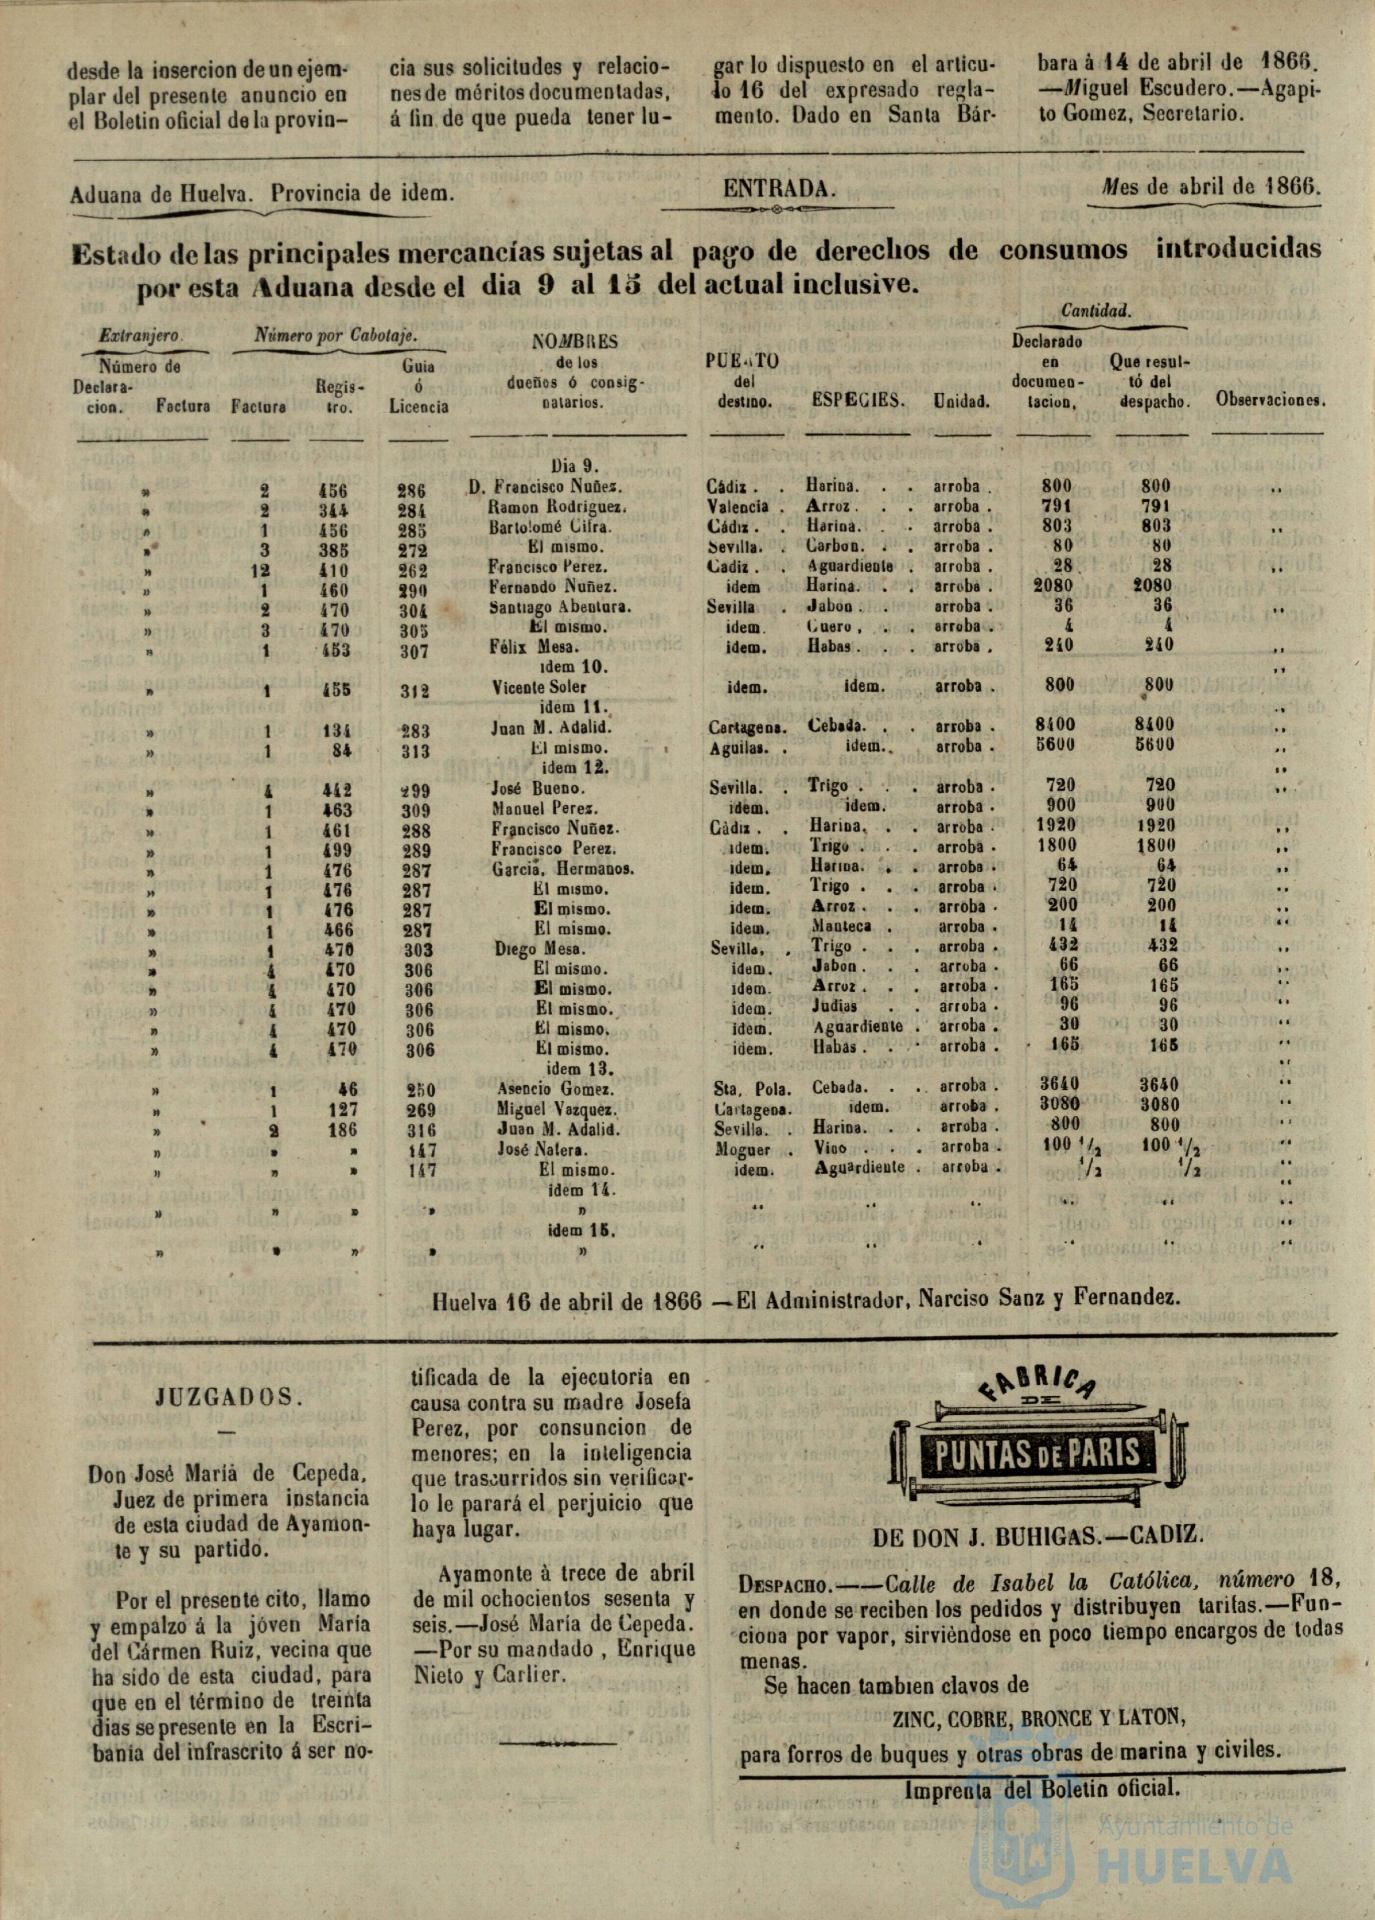 desde la insercion de un ejem-
plar del presente anuncio en
el Boletin oficial de la provin-
cia sus solicitudes y relacio-
nes de méritos documentadas,
á fin de que pueda tener lu-
gar lo dispuesto en el articu-
lo 16 del expresado regla-
mento. Dado en Santa Bár-
bara à 14 de abril de 1866.
—Miguel Escudero.—Agapi-
to Gomez, Secretario.
Aduana de Huelva. Provincia de idem.
ENTRADA.
Mes de abril de 1866.
Estado de las principales mercancías sujetas al pago de derechos de consumos introducidas
por esta Aduana desde el dia 9 al 15 del actual inclusive.
Extranjero. Número por Cabotaje. NOMBRES de los dueños ó consig-natarios. PUERTO del destino. ESPECIES. Unidad. Cantidad. Observaciones.
Número de Declara-cion. Factura Factura Regis-tro. Guia ó Licencia Declarado en documen-tacion, Que resul-tó del despacho.
Dia 9.
» 2 456 286 D. Francisco Nuñez. Cádiz . . Harina. . . arroba . 800 800 ,,
» 2 344 284 Ramon Rodriguez. Valencia . Arroz . . . arroba . 791 791
» 1 456 285 Bartolomé Cifra. Cádiz . . Harina. . . arroba . 803 803 ,,
» 3 385 272 El mismo. Sevilla. . Carbon. . . arroba . 80 80
» 12 410 262 Francisco Perez. Cadiz . . Aguardiente . arroba . 28 28 ,,
» 1 460 290 Fernando Nuñez. idem Harina. . . arroba . 2080 2080
» 2 470 304 Santiago Abentura. Sevilla . Jabon . . arroba . 36 36 ,,
» 3 470 305 El mismo. idem. Cuero , . . arroba . 4 4
» 1 453 307 Félix Mesa. idem. Habas . . . arroba . 240 240 ,,
idem 10. ,,
» 1 455 312 Vicente Soler idem. idem. arroba . 800 800 ,,
idem 11. ,,
» 1 134 283 Juan M. Adalid. Cartagena. Cebada. . . arroba . 8400 8400 ,,
» 1 84 313 El mismo. Aguilas. . idem. . arroba . 5600 5600 ,,
idem 12. ,,
» 4 442 299 José Bueno. Sevilla. . Trigo . . . arroba . 720 720 ,,
» 1 463 309 Manuel Perez. idem. idem. arroba . 900 900
» 1 461 288 Francisco Nuñez. Cádiz . . Harina. . . arroba . 1920 1920 ,,
» 1 499 289 Francisco Perez. idem. Trigo . . . arroba . 1800 1800 ,,
» 1 476 287 Garcia, Hermanos. idem. Harina. . . arroba . 64 64 ,,
» 1 476 287 El mismo. idem. Trigo . . . arroba . 720 720 ,,
» 1 476 287 El mismo. idem. Arroz . . . arroba . 200 200 ,,
» 1 466 287 El mismo. idem. Manteca . arroba . 14 14 ,,
» 1 470 303 Diego Mesa. Sevilla. . Trigo . . . arroba . 432 432 ,,
» 4 470 306 El mismo. idem. Jabon . . . arroba . 66 66 ,,
» 4 470 306 El mismo. idem. Arroz . . . arroba . 165 165 ,,
» 4 470 306 El mismo. idem. Judias . . arroba . 96 96 ,,
» 4 470 306 El mismo. idem. Aguardiente . arroba . 30 30 ,,
» 4 470 306 El mismo. idem. Habas . . . arroba . 165 165 ,,
idem 13. ,,
» 1 46 250 Asencio Gomez. Sta. Pola. Cebada. . . arroba . 3640 3640 ,,
» 1 127 269 Miguel Vazquez. Cartagena. idem. arroba . 3080 3080 ,,
» 2 186 316 Juan M. Adalid. Sevilla. . Harina. . . arroba . 800 800 ,,
» » » 147 José Natera. Moguer . Vino . . . arroba . 100 1/2 100 1/2 ,,
» » » 147 El mismo. idem. Aguardiente . arroba . 1/2 1/2 ,,
idem 14. ,,
» » » » » ,, ,, ,, ,, ,, ,,
idem 15. ,,
» » » » » ,, ,, ,, ,, ,, ,,
Huelva 16 de abril de 1866 —El Administrador, Narciso Sanz y Fernandez.
JUZGADOS.
Don José Mariá de Cepeda,
Juez de primera instancia
de esta ciudad de Ayamon-
te y su partido.
Por el presente cito, llamo
y empalzo á la jóven María
del Cármen Ruiz, vecina que
ha sido de esta ciudad, para
que en el término de treinta
dias se presente en la Escri-
bania del infrascrito á ser no-
tificada de la ejecutoria en
causa contra su madre Josefa
Perez, por consuncion de
menores; en la inteligencia
que trascurridos sin verificar-
lo le parará el perjuicio que
haya lugar.
Ayamonte à trece de abril
de mil ochocientos sesenta y
seis.—José María de Cepeda.
—Por su mandado , Enrique
Nieto y Carlier.
FABRICA
DE
PUNTAS DE PARIS
DE DON J. BUHIGAS.—CADIZ.
DESPACHO.——Calle de Isabel la Católica, número 18,
en donde se reciben los pedidos y distribuyen tarifas.—Fun-
ciona por vapor, sirviéndose en poco tiempo encargos de todas
menas.
Se hacen tambien clavos de
ZINC, COBRE, BRONCE Y LATON,
para forros de buques y otras obras de marina y civiles.
Imprenta del Boletin oficial.
Ayuntamiento de
HUELVA